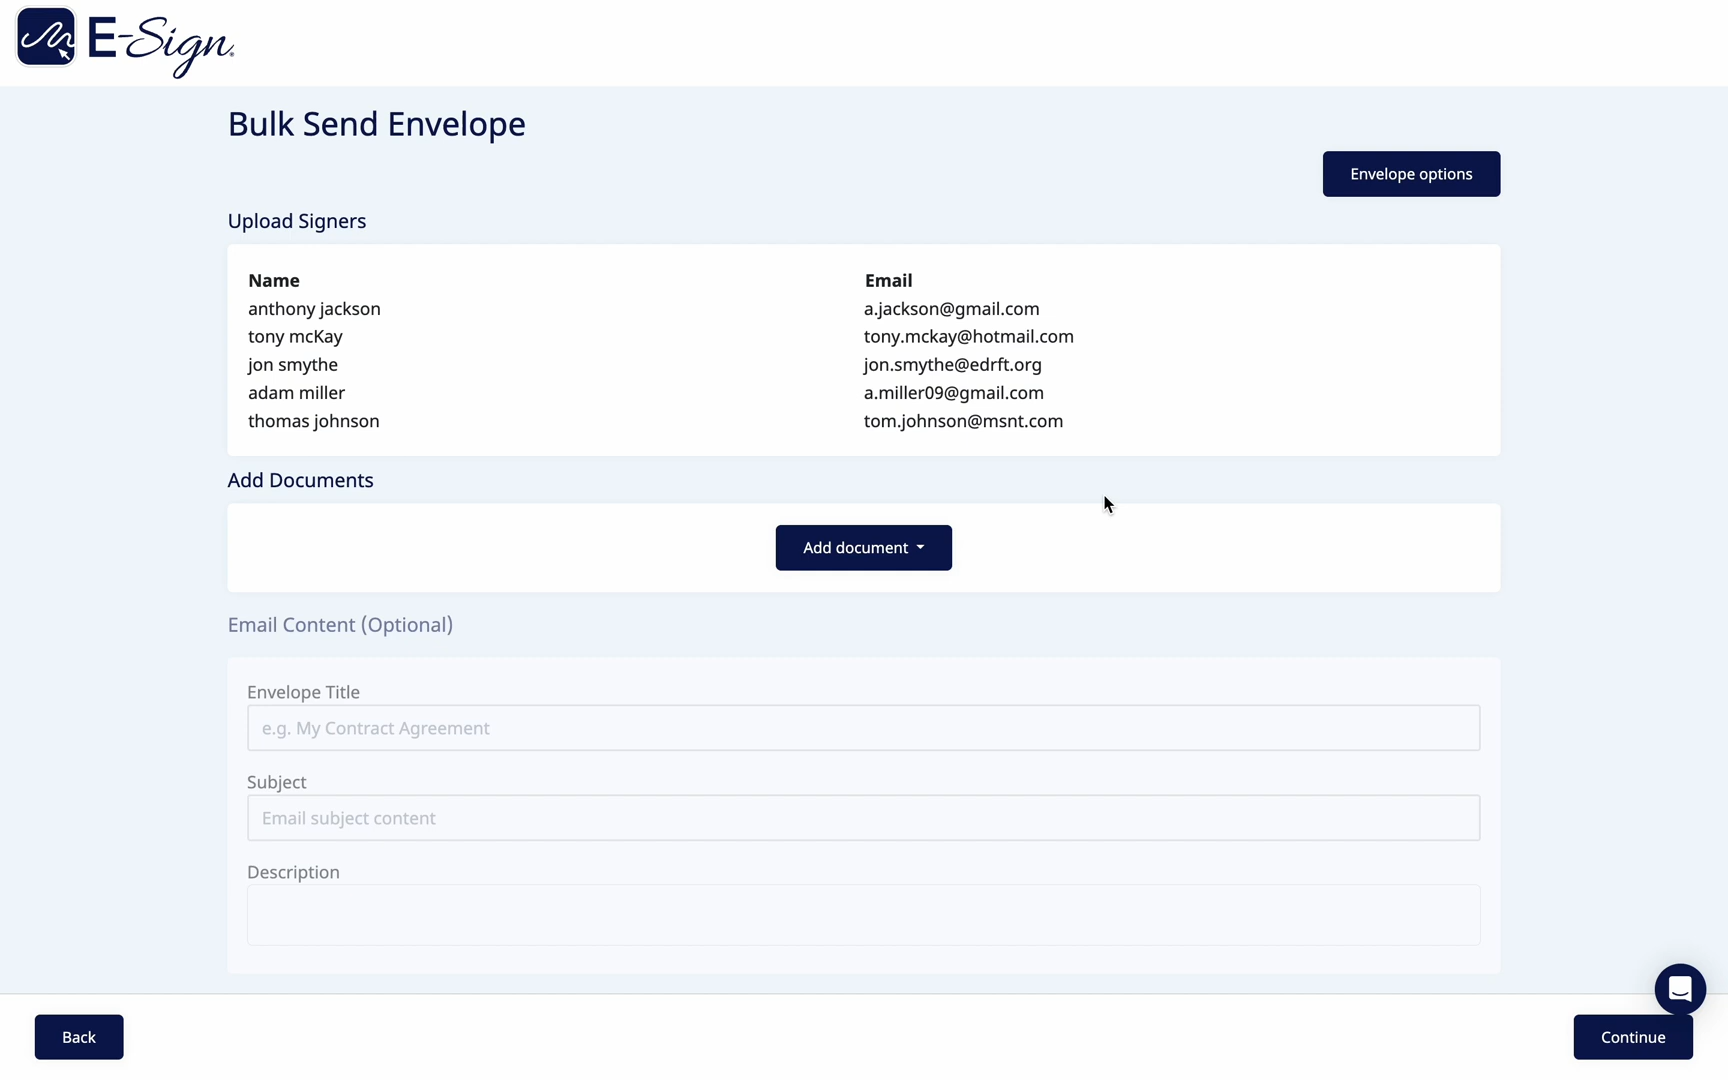 E-Sign
Bulk Send Envelope
Envelope options
Upload Signers
Name Email
anthony jackson a.jackson@gmail.com
tony mcKay tony.mckay@hotmail.com
jon smythe jon.smythe@edrft.org
adam miller a.miller09@gmail.com
thomas johnson tom.johnson@msnt.com
Add Documents
Add document
Email Content (Optional)
Envelope Title
e.g. My Contract Agreement
Subject
Email subject content
Description
Back Continue